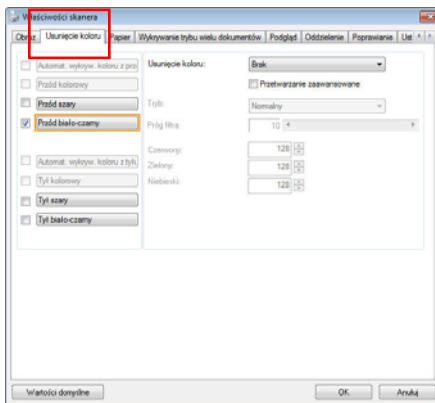 Właściwości skanera
Obraz Usunięcie koloru Papier Wykrywanie trybu wielu dokumentów Podgląd Oddzielenie Poprawianie Ust
Automat. wykryw. koloru z prz
Przód kolorowy
Przód szary
Przód biało-czarny
Automat. wykryw. koloru z tyłu
Tył kolorowy
Tył szary
Tył biało-czarny
Usunięcie koloru: Brak
Przetwarzanie zaawansowane
Tryb: Normalny
Próg filtra: 10
Czerwony: 128
Zielony: 128
Niebieski: 128
Wartości domyślne OK Anuluj